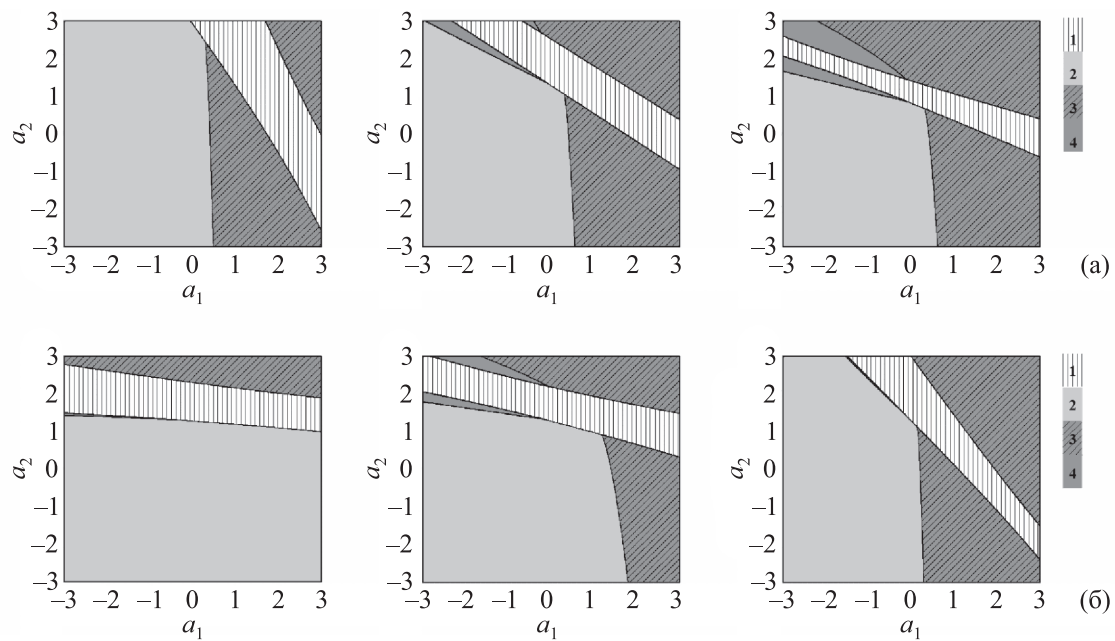 3 3 3 1
2 2 2 2
1 1 1 3
a2 0 a2 0 a2 0 4
–1 –1 –1
–2 –2 –2
–3 –3 –3
–3 –2 –1 0 1 2 3 –3 –2 –1 0 1 2 3 –3 –2 –1 0 1 2 3 (а)
a1 a1 a1
3 3 3 1
2 2 2 2
1 1 1 3
a2 0 a2 0 a2 0 4
–1 –1 –1
–2 –2 –2
–3 –3 –3
–3 –2 –1 0 1 2 3 –3 –2 –1 0 1 2 3 –3 –2 –1 0 1 2 3 (б)
a1 a1 a1